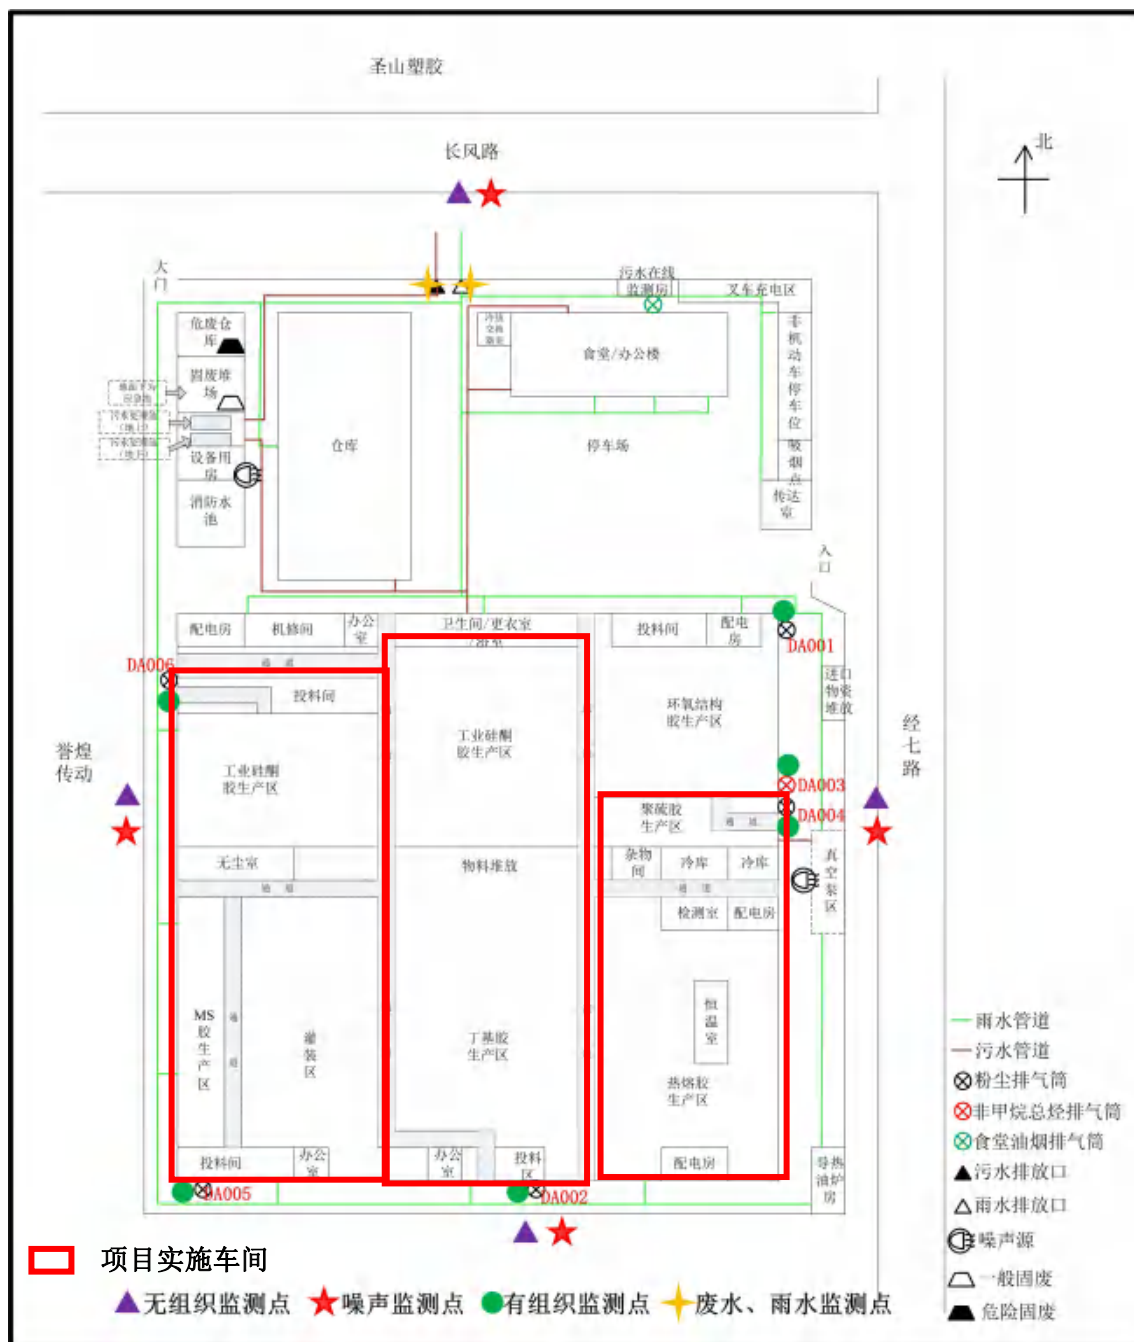 圣山塑胶
长风路
北
大
门
污水在线
监测房
叉车充电区
危废仓
库
食堂/办公楼
非
机
动
车
停
车
位
固废堆
场
仓库
停车场
吸
烟
点
设备用
房
传达
室
消防水
池
入
口
配电房
机修间
办公
室
卫生间/更衣室
/浴室
投料间
配电
房
DA001
DA006
通 道
投料间
进口
物资
堆放
环氧结构
胶生产区
工业硅酮
胶生产区
誉煌
传动
工业硅酮
胶生产区
经
七
路
DA003
聚硫胶
生产区
通 道
DA004
无尘室
物料堆放
杂物
间
冷库
冷库
真
空
泵
区
通 道
通 道
检测室
配电房
MS
胶
生
产
区
通
道
灌
装
区
丁基胶
生产区
恒
温
室
热熔胶
生产区
投料间
办公
室
办公
室
投料
区
配电房
导热
油炉
房
DA005
DA002
雨水管道
污水管道
粉尘排气筒
非甲烷总烃排气筒
食堂油烟排气筒
污水排放口
雨水排放口
噪声源
一般固废
危险固废
项目实施车间
无组织监测点
噪声监测点
有组织监测点
废水、雨水监测点